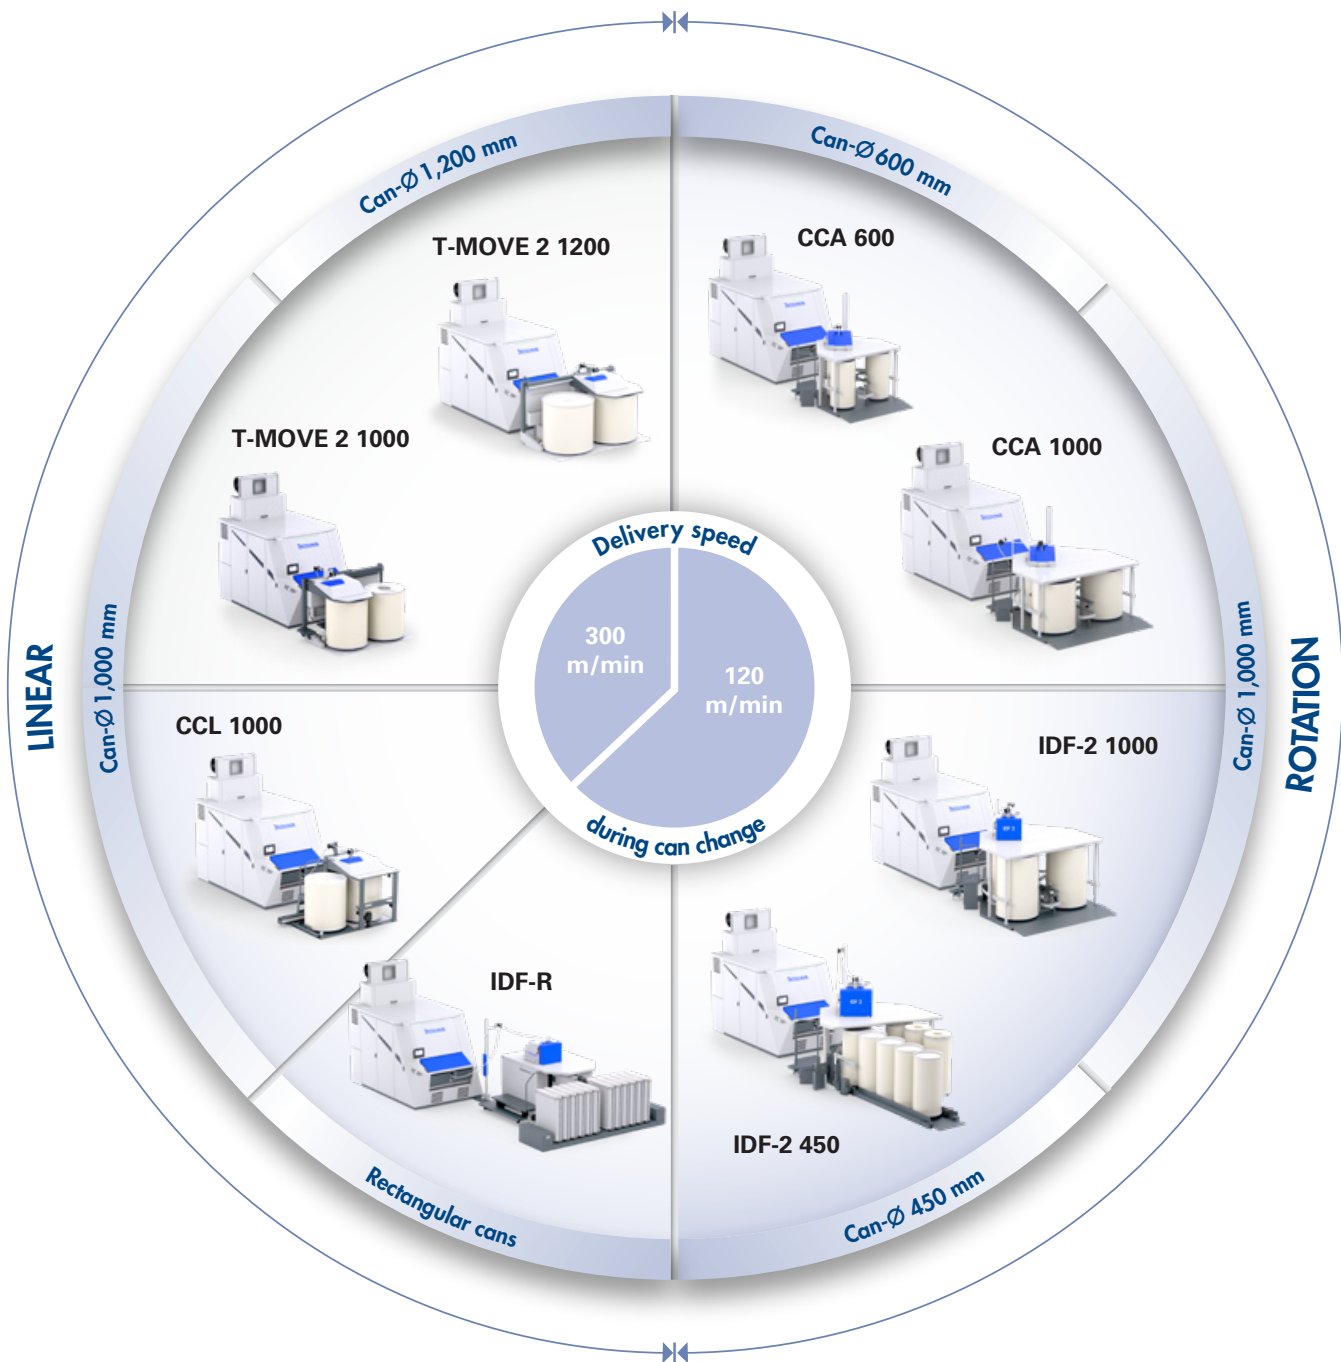 Can-Ø 1,200 mm
Can-Ø 600 mm
T-MOVE 2 1200
CCA 600
T-MOVE 2 1000
CCA 1000
Delivery speed
300
m/min
120
m/min
during can change
LINEAR
Can-Ø 1,000 mm
Can-Ø 1,000 mm
ROTATION
CCL 1000
IDF-2 1000
IDF-R
IDF-2 450
Rectangular cans
Can-Ø 450 mm